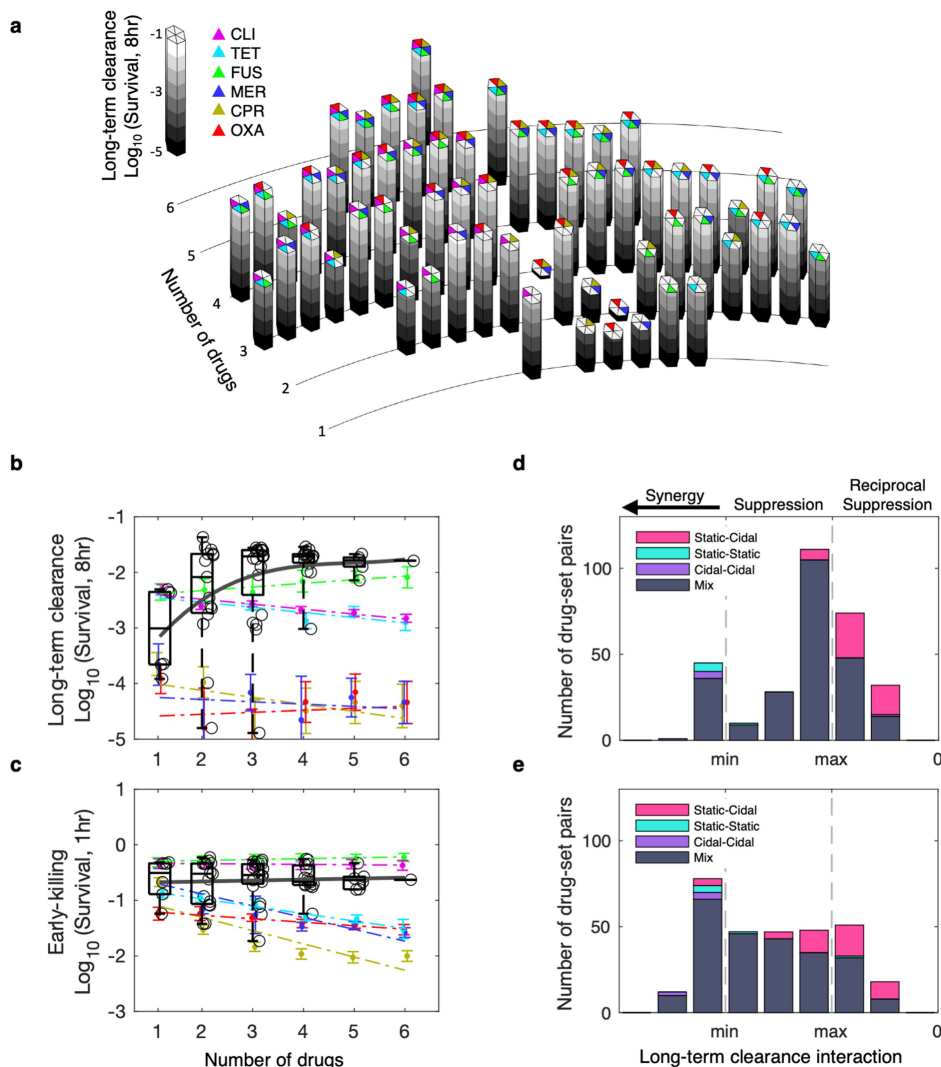 a
Long-term clearance
Log10 (Survival, 8hr)
-1
-3
-5
CLI
TET
FUS
MER
CPR
OXA
Number of drugs
6
5
4
3
2
1
b
Long-term clearance
Log10 (Survival, 8hr)
-1
-2
-3
-4
-5
1 2 3 4 5 6
c
Early-killing
Log10 (Survival, 1hr)
1
0
-1
-2
-3
1 2 3 4 5 6
Number of drugs
d
Synergy
Suppression
Reciprocal
Suppression
Number of drug-set pairs
100
50
0
Static-Cidal
Static-Static
Cidal-Cidal
Mix
min max 0
e
Number of drug-set pairs
100
50
0
Static-Cidal
Static-Static
Cidal-Cidal
Mix
min max 0
Long-term clearance interaction